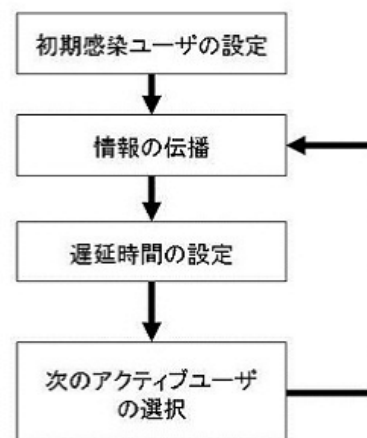 初期感染ユーザの設定
情報の伝播
遅延時間の設定
次のアクティブユーザ
の選択